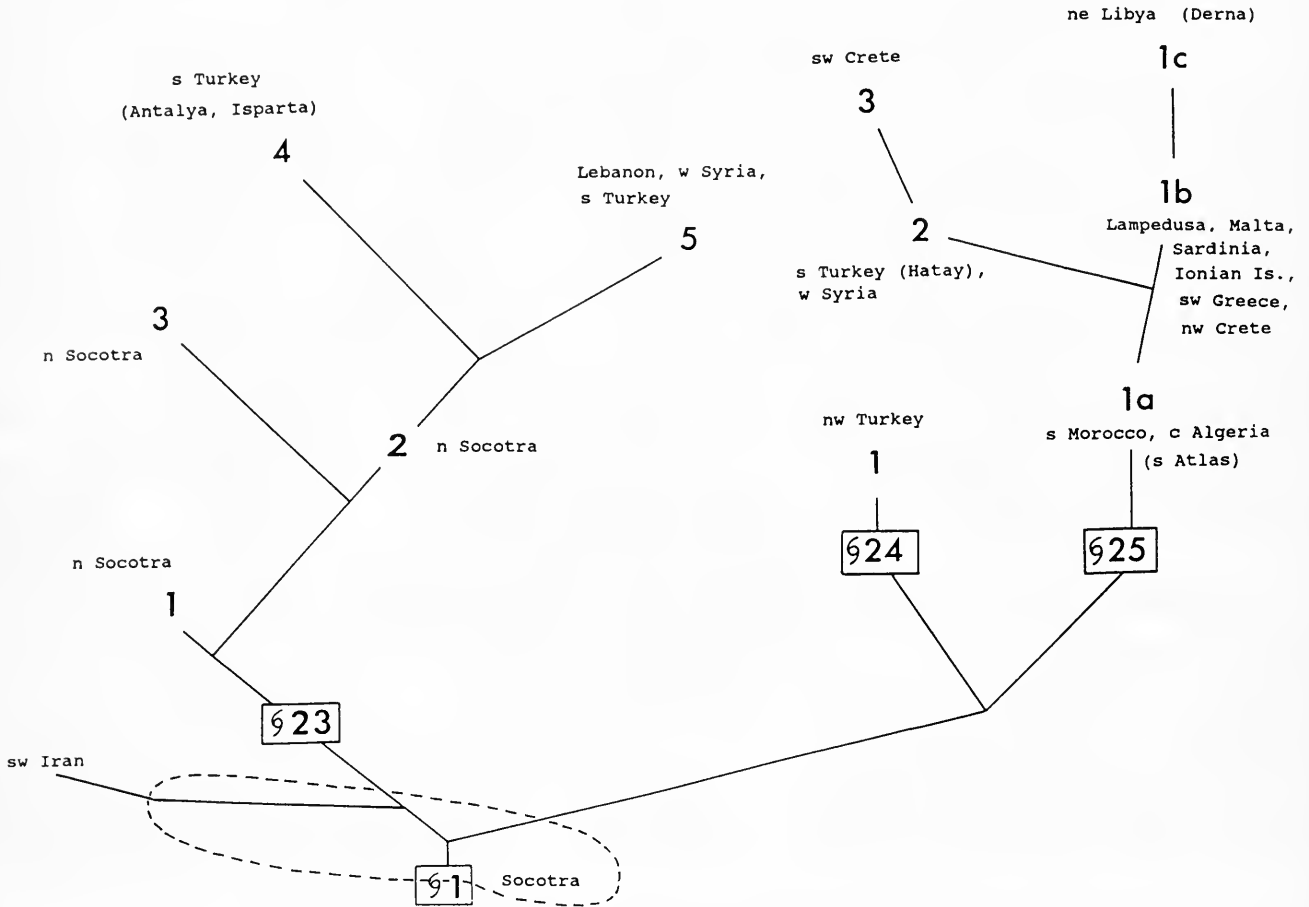 ne Libya (Derna)
1c
sw Crete
3
s Turkey
(Antalya, Isparta)
4
Lebanon, w Syria,
s Turkey
5
1b
Lampedusa, Malta,
Sardinia,
Ionian Is.,
sw Greece,
nw Crete
2
s Turkey (Hatay),
w Syria
3
n Socotra
1a
s Morocco, c Algeria
(s Atlas)
nw Turkey
1
2 n Socotra
§24
§25
n Socotra
1
§23
sw Iran
§1 Socotra